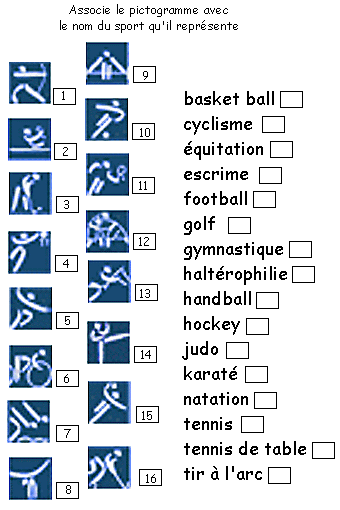 Associe le pictogramme avec
le nom du sport qu'il représente
1
2
3
4
5
6
7
8
9
10
11
12
13
14
15
16
basket ball
cyclisme
équitation
escrime
football
golf
gymnastique
haltérophilie
handball
hockey
judo
karaté
natation
tennis
tennis de table
tir à l'arc